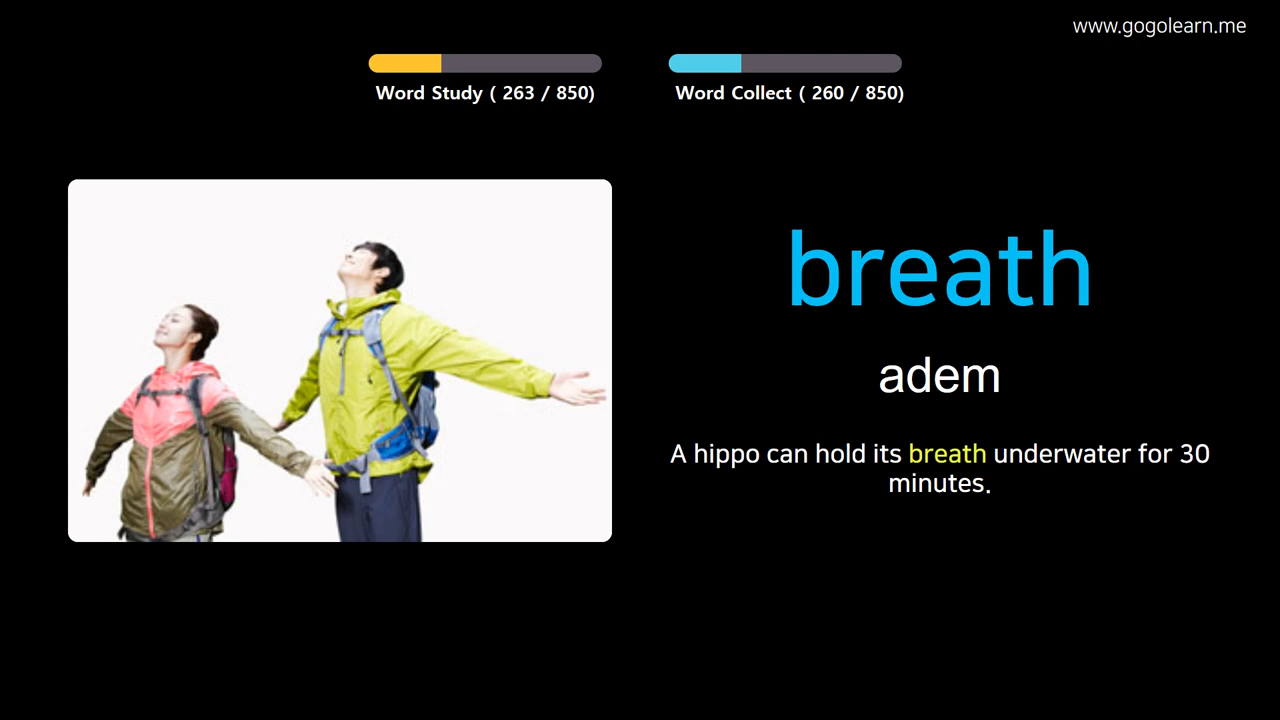 www.gogolearn.me
Word Study ( 263 / 850)
Word Collect ( 260 / 850)
breath
adem
A hippo can hold its breath underwater for 30
minutes.